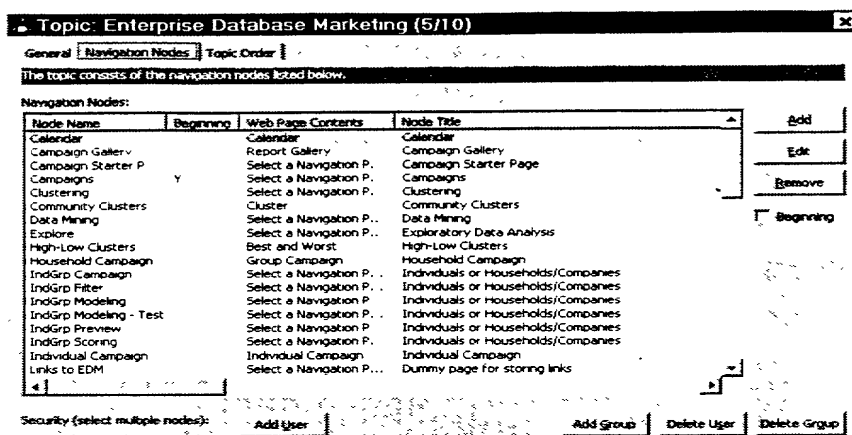 Topic: Enterprise Database Marketing (5/10)
General Navigation Nodes Topic Order
The topic consists of the navigation nodes listed below.
Navigation Nodes:
Node Name Beginning Web Page Contents Node Title
Calendar Calendar Calendar
Campaign Gallery Report Gallery Campaign Gallery
Campaign Starter P Select a Navigation P. Campaign Starter Page
Campaigns Y Select a Navigation P. Campaigns
Clustering Select a Navigation P. Clustering
Community Clusters Cluster Community Clusters
Data Mining Select a Navigation P.. Data Mining
Explore Select a Navigation P.. Exploratory Data Analysis
High-Low Clusters Best and Worst High-Low Clusters
Household Campaign Group Campaign Household Campaign
IndGrp Campaign Select a Navigation P. . Individuals or Households/Companies
IndGrp Filter Select a Navigation P. . Individuals or Households/Companies
IndGrp Modeling Select a Navigation P Individuals or Households/Companies
IndGrp Modeling - Test Select a Navigation P. . Individuals or Households/Companies
IndGrp Preview Select a Navigation P Individuals or Households/Companies
IndGrp Scoring Select a Navigation P. Individuals or Households/Companies
Individual Campaign Individual Campaign Individual Campaign
Links to EDM Select a Navigation P... Dummy page for storing links
Add
Edit
Remove
Beginning
Security (select multiple nodes): Add User Add Group Delete User Delete Group